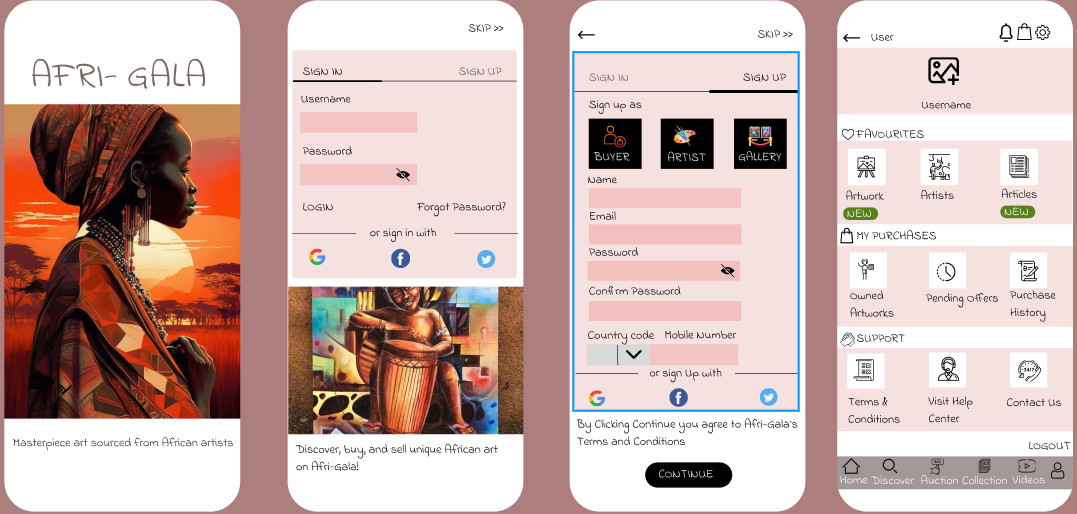 AFRI- GALA
Masterpiece art sourced from African artists
SKIP >>
SIGN IN
SIGN UP
Username
Password
LOGIN
Forgot Password?
or sign in with
Discover, buy, and sell unique African art
on Afri-Gala!
SKIP >>
SIGN IN
SIGN UP
Sign up as
BUYER
ARTIST
GALLERY
Name
Email
Password
Confirm Password
Country code
Mobile Number
or sign Up with
By Clicking Continue you agree to Afri-Gala's
Terms and Conditions
CONTINUE
User
Username
FAVOURITES
Artwork
Artists
Articles
NEW
NEW
MY PURCHASES
Owned
Artworks
Pending Offers
Purchase
History
SUPPORT
Terms &
Conditions
Visit Help
Center
24/7
Contact Us
LOGOUT
Home
Discover
Auction
Collection
Videos